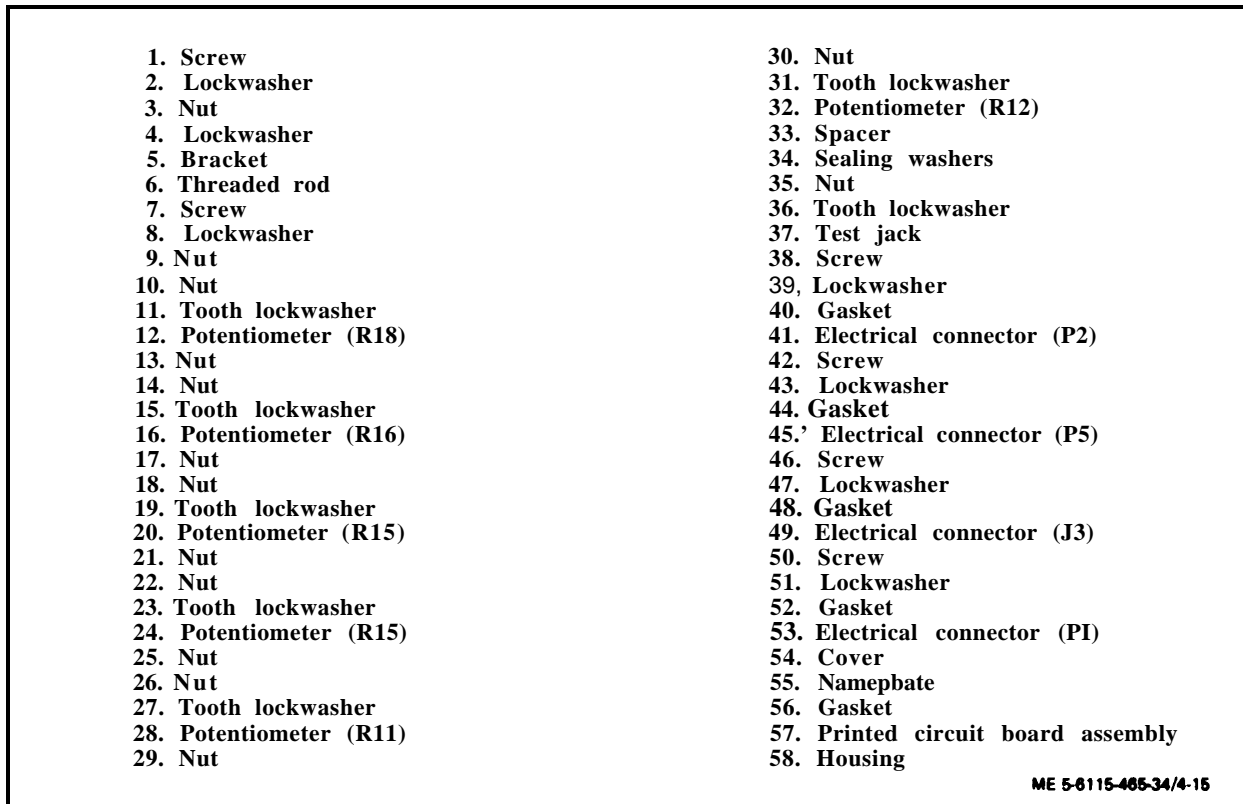 1. Screw
2. Lockwasher
3. Nut
4. Lockwasher
5. Bracket
6. Threaded rod
7. Screw
8. Lockwasher
9. Nut
10. Nut
11. Tooth lockwasher
12. Potentiometer (R18)
13. Nut
14. Nut
15. Tooth lockwasher
16. Potentiometer (R16)
17. Nut
18. Nut
19. Tooth lockwasher
20. Potentiometer (R15)
21. Nut
22. Nut
23. Tooth lockwasher
24. Potentiometer (R15)
25. Nut
26. Nut
27. Tooth lockwasher
28. Potentiometer (R11)
29. Nut
30. Nut
31. Tooth lockwasher
32. Potentiometer (R12)
33. Spacer
34. Sealing washers
35. Nut
36. Tooth lockwasher
37. Test jack
38. Screw
39, Lockwasher
40. Gasket
41. Electrical connector (P2)
42. Screw
43. Lockwasher
44. Gasket
45.’ Electrical connector (P5)
46. Screw
47. Lockwasher
48. Gasket
49. Electrical connector (J3)
50. Screw
51. Lockwasher
52. Gasket
53. Electrical connector (PI)
54. Cover
55. Namepbate
56. Gasket
57. Printed circuit board assembly
58. Housing
ME 5-6115-465-34/4-15